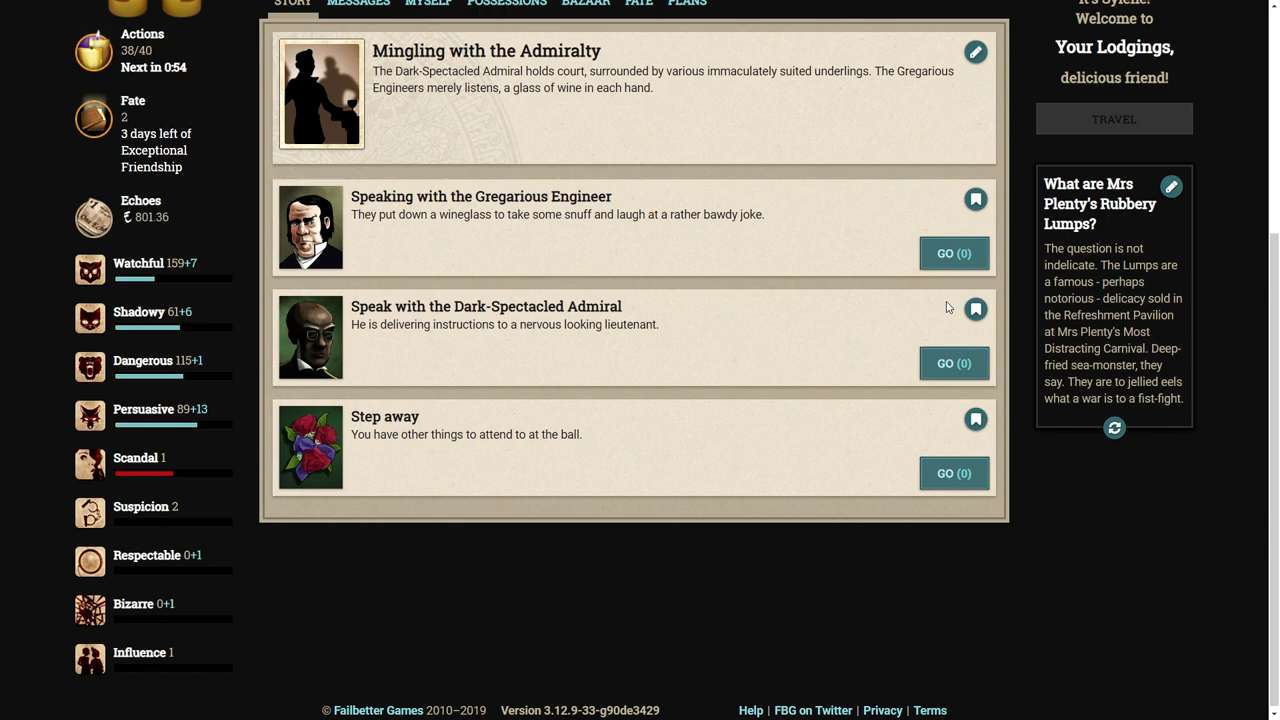 Actions
38/40
Next in 0:54
Fate
2
3 days left of
Exceptional
Friendship
Echoes
801.36
Watchful 159+7
Shadowy 61+6
Dangerous 115+1
Persuasive 89+13
Scandal 1
Suspicion 2
Respectable 0+1
Bizarre 0+1
Influence 1
STORY MESSAGES MYSELF POSSESSIONS BAZAAR FATE PLANS
Mingling with the Admiralty
The Dark-Spectacled Admiral holds court, surrounded by various immaculately suited underlings. The Gregarious
Engineers merely listens, a glass of wine in each hand.
Speaking with the Gregarious Engineer
They put down a wineglass to take some snuff and laugh at a rather bawdy joke.
GO (0)
Speak with the Dark-Spectacled Admiral
He is delivering instructions to a nervous looking lieutenant.
GO (0)
Step away
You have other things to attend to at the ball.
GO (0)
Welcome to
Your Lodgings,
delicious friend!
TRAVEL
What are Mrs
Plenty's Rubbery
Lumps?
The question is not
indelicate. The Lumps are
a famous - perhaps
notorious - delicacy sold in
the Refreshment Pavilion
at Mrs Plenty's Most
Distracting Carnival. Deep-
fried sea-monster, they
say. They are to jellied eels
what a war is to a fist-fight.
© Failbetter Games 2010–2019 Version 3.12.9-33-g90de3429 Help | FBG on Twitter | Privacy | Terms